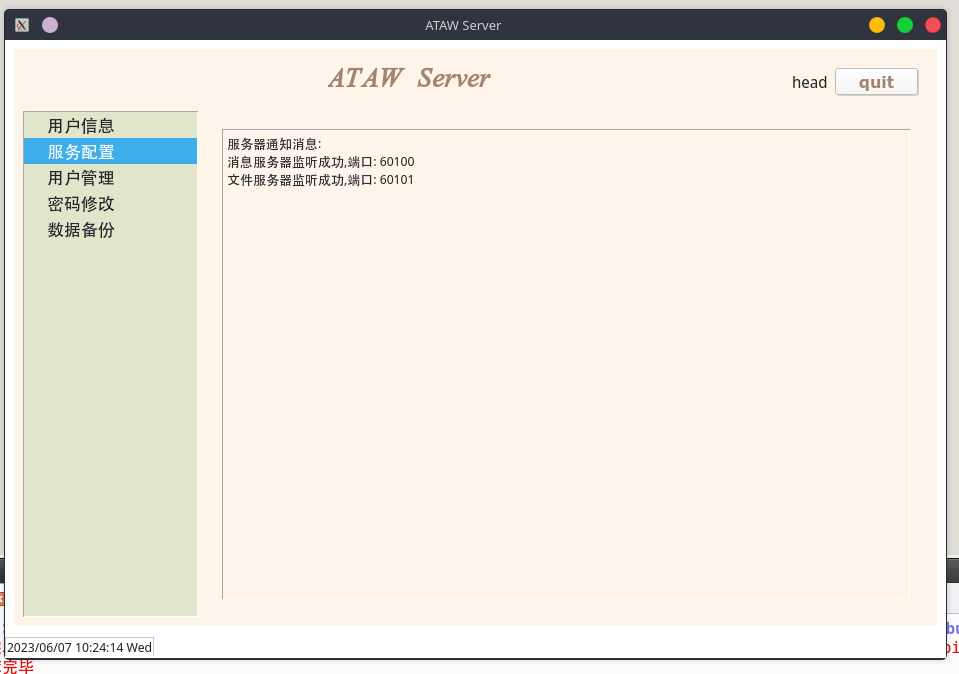 ATAW Server
ATAW Server
head
quit
用户信息
服务配置
用户管理
密码修改
数据备份
服务器通知消息:
消息服务器监听成功,端口: 60100
文件服务器监听成功,端口: 60101
2023/06/07 10:24:14 Wed
完毕